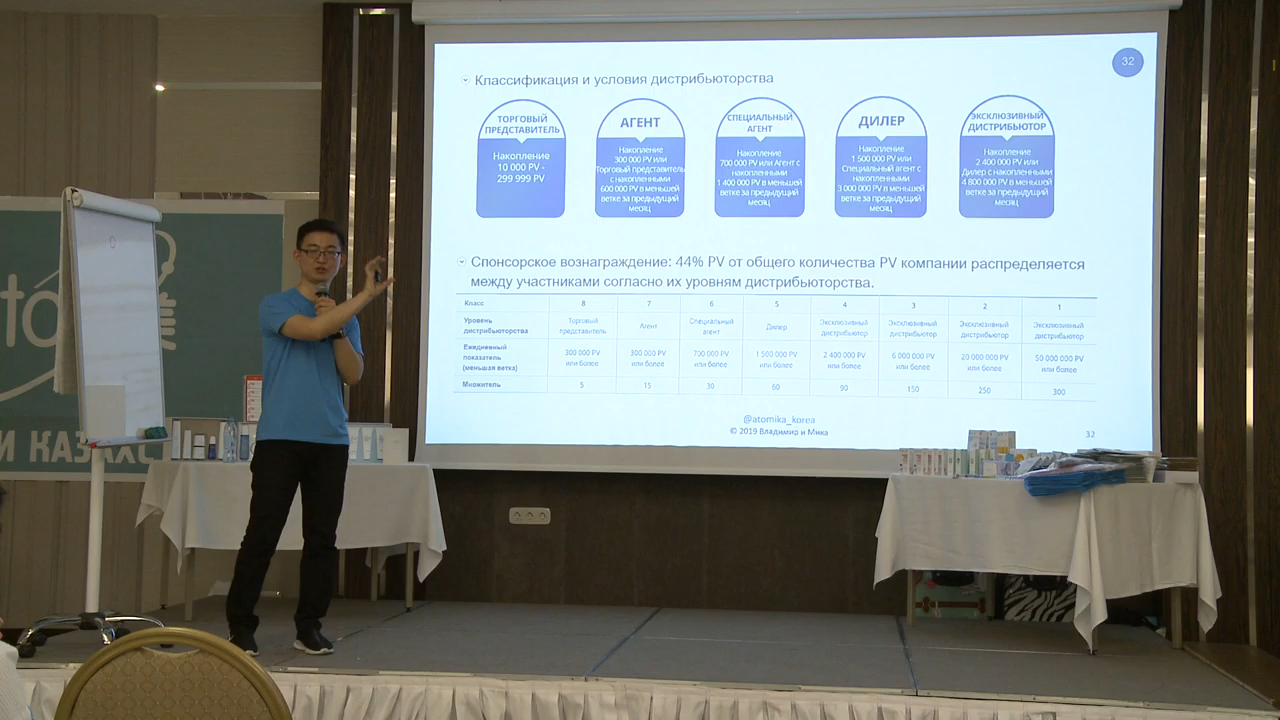 32
Классификация и условия дистрибьюторства
ТОРГОВЫЙ
ПРЕДСТАВИТЕЛЬ
Накопление
10 000 PV -
299 999 PV
АГЕНТ
Накопление
300 000 PV или
Торговый представитель
с накопленными
600 000 PV в меньшей
ветке за предыдущий
месяц
СПЕЦИАЛЬНЫЙ
АГЕНТ
Накопление
700 000 PV или Агент с
накопленными
1 400 000 PV в меньшей
ветке за предыдущий
месяц
ДИЛЕР
Накопление
1 500 000 PV или
Специальный агент с
накопленными
3 000 000 PV в меньшей
ветке за предыдущий
месяц
ЭКСКЛЮЗИВНЫЙ
ДИСТРИБЬЮТОР
Накопление
2 400 000 PV или
Дилер с накопленными
4 800 000 PV в меньшей
ветке за предыдущий
месяц
Спонсорское вознаграждение: 44% PV от общего количества PV компании распределяется
между участниками согласно их уровням дистрибьюторства.
Класс 8 7 6 5 4 3 2 1
Уровень дистрибьюторства Торговый представитель Агент Специальный агент Дилер Эксклюзивный дистрибьютор Эксклюзивный дистрибьютор Эксклюзивный дистрибьютор Эксклюзивный дистрибьютор
Ежедневный показатель (меньшая ветка) 300 000 PV или более 300 000 PV или более 700 000 PV или более 1 500 000 PV или более 2 400 000 PV или более 6 000 000 PV или более 20 000 000 PV или более 50 000 000 PV или более
Множитель 5 15 30 60 90 150 250 300
@atomika_korea
© 2019 Владимир и Мика
32
tó
И КАЗАХС